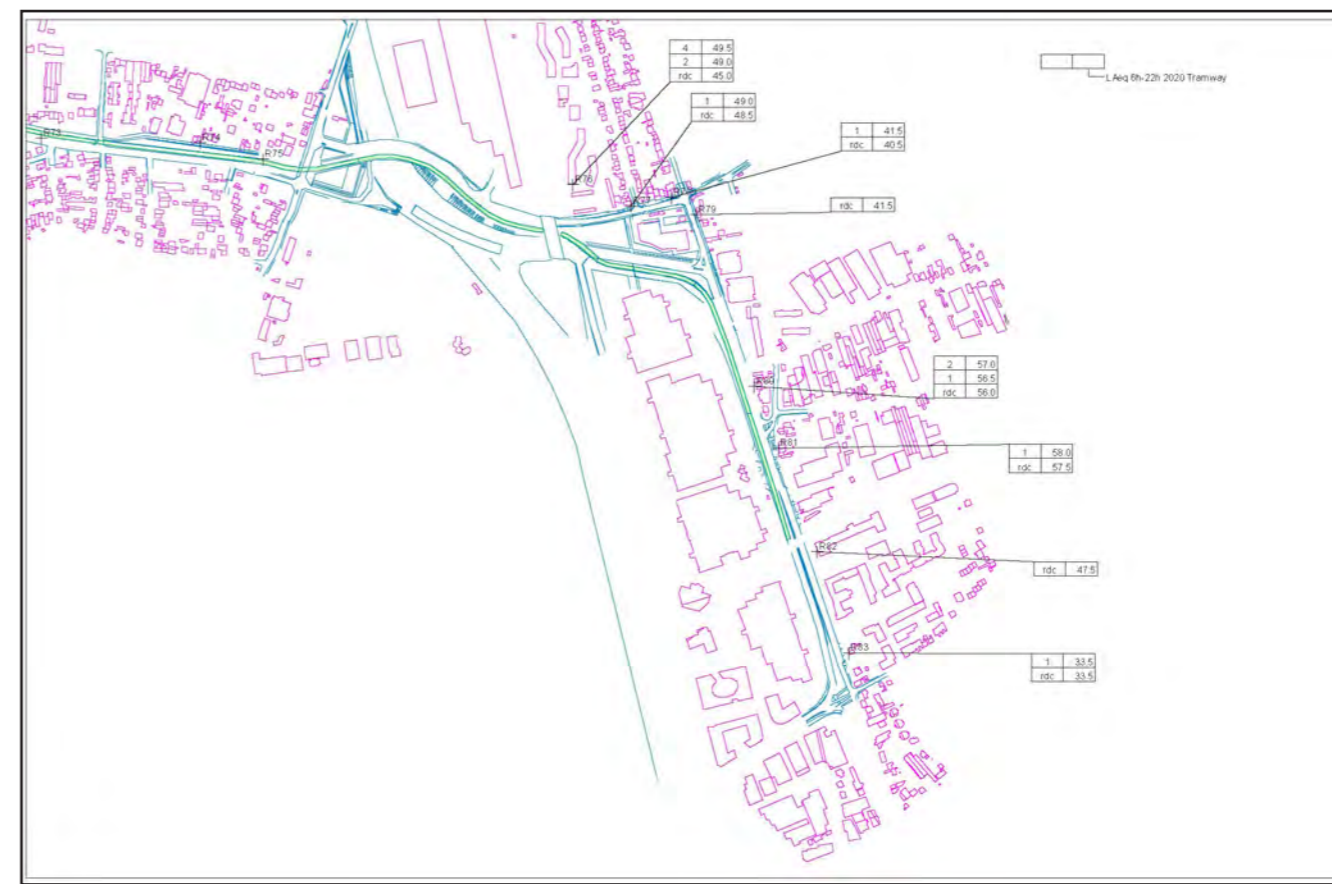 4 49.5
2 49.0
rdc 45.0
LAeq 6h-22h 2020 Tramway
1 49.0
rdc 48.5
1 41.5
rdc 40.5
R73
R74
R75
R76
rdc 41.5
R79
2 57.0
1 56.5
rdc 56.0
R80
R81
1 58.0
rdc 57.5
R82
rdc 47.5
R83
1 33.5
rdc 33.5